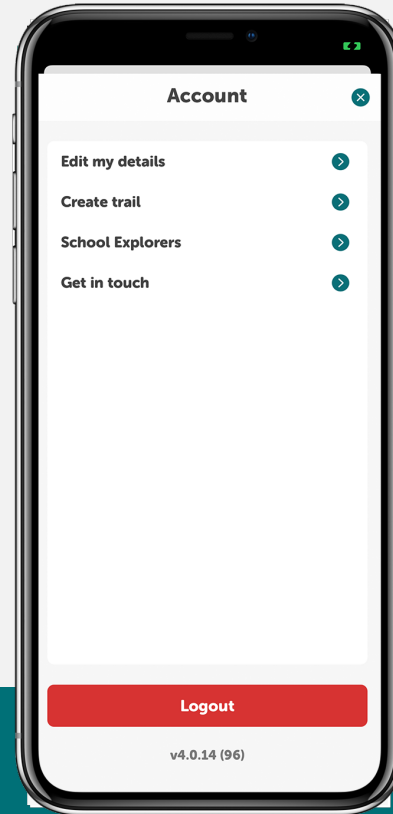 Account
Edit my details
Create trail
School Explorers
Get in touch
Logout
v4.0.14 (96)